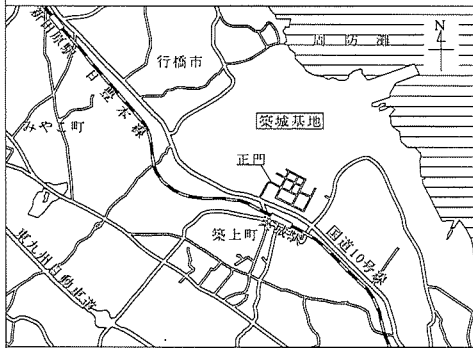 N
周防灘
新田原駅
行橋市
日豊本線
みやこ町
築城基地
正門
築上町
築城駅
国道10号線
東九州自動車道